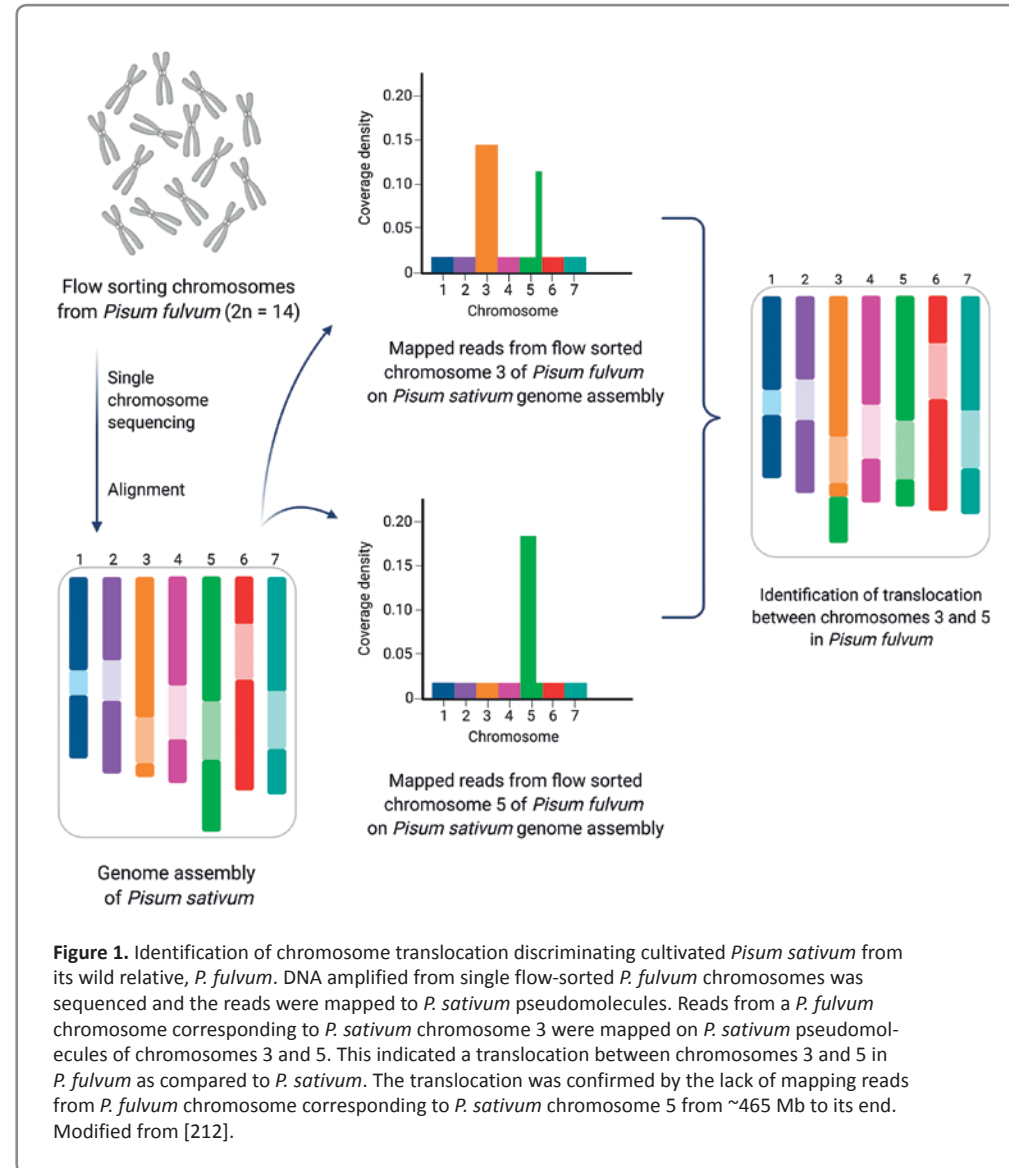 Flow sorting chromosomes
from Pisum fulvum (2n = 14)
Single
chromosome
sequencing
Alignment
1 2 3 4 5 6 7
Genome assembly
of Pisum sativum
Coverage density
0.20
0.15
0.10
0.05
0
1 2 3 4 5 6 7
Chromosome
Mapped reads from flow sorted
chromosome 3 of Pisum fulvum
on Pisum sativum genome assembly
Coverage density
0.20
0.15
0.10
0.05
0
1 2 3 4 5 6 7
Chromosome
Mapped reads from flow sorted
chromosome 5 of Pisum fulvum
on Pisum sativum genome assembly
1 2 3 4 5 6 7
Identification of translocation
between chromosomes 3 and 5
in Pisum fulvum
Figure 1. Identification of chromosome translocation discriminating cultivated Pisum sativum from
its wild relative, P. fulvum. DNA amplified from single flow-sorted P. fulvum chromosomes was
sequenced and the reads were mapped to P. sativum pseudomolecules. Reads from a P. fulvum
chromosome corresponding to P. sativum chromosome 3 were mapped on P. sativum pseudomol-
ecules of chromosomes 3 and 5. This indicated a translocation between chromosomes 3 and 5 in
P. fulvum as compared to P. sativum. The translocation was confirmed by the lack of mapping reads
from P. fulvum chromosome corresponding to P. sativum chromosome 5 from ~465 Mb to its end.
Modified from [212].